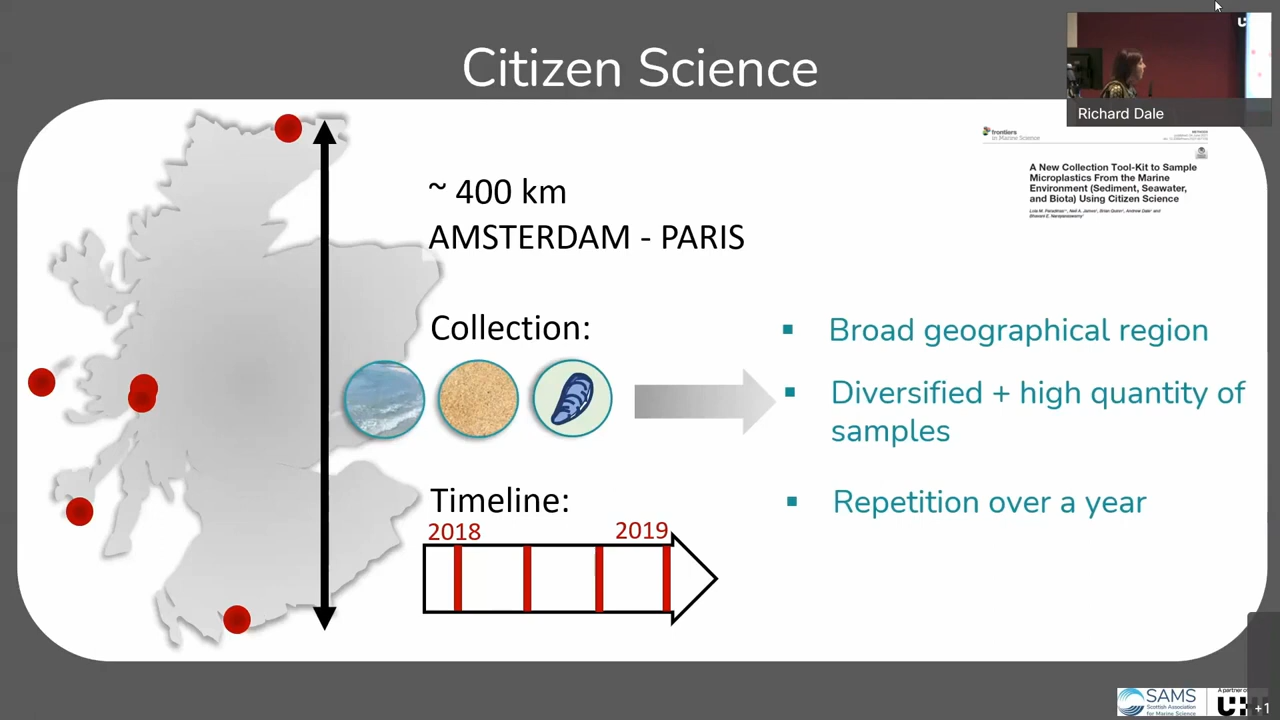 Citizen Science
Richard Dale
frontiers
in Marine Science
A New Collection Tool-Kit to Sample
Microplastics From the Marine
Environment (Sediment, Seawater,
and Biota) Using Citizen Science
~ 400 km
AMSTERDAM - PARIS
Collection:
▪ Broad geographical region
▪ Diversified + high quantity of
samples
▪ Repetition over a year
Timeline:
2018 2019
SAMS
Scottish Association
for Marine Science
A partner of
+1